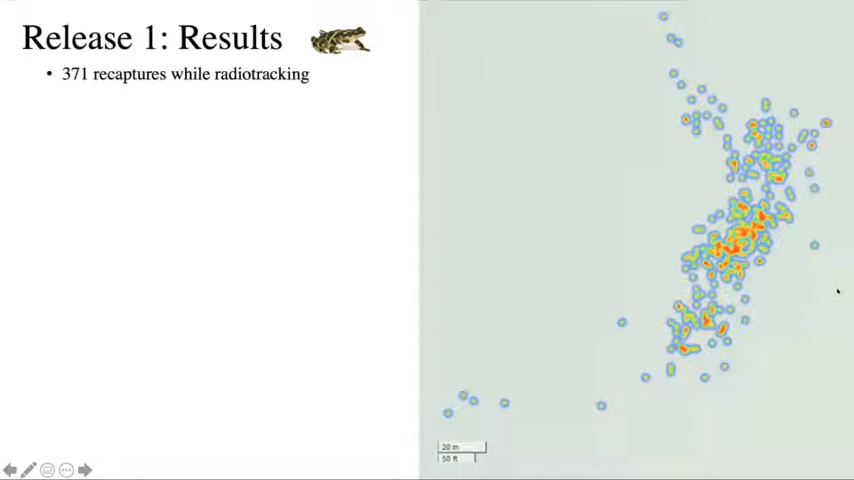 Release 1: Results
• 371 recaptures while radiotracking
20 m
50 ft